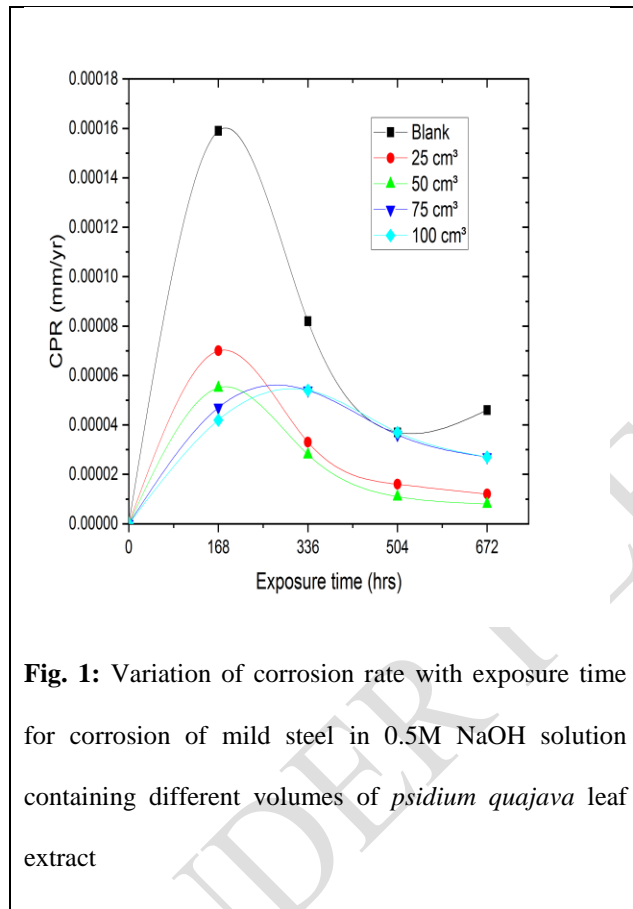 0.00018
0.00016
0.00014
0.00012
0.00010
0.00008
0.00006
0.00004
0.00002
0.00000
CPR (mm/yr)
Blank
25 cm³
50 cm³
75 cm³
100 cm³
0 168 336 504 672
Exposure time (hrs)
Fig. 1: Variation of corrosion rate with exposure time
for corrosion of mild steel in 0.5M NaOH solution
containing different volumes of psidium quajava leaf
extract